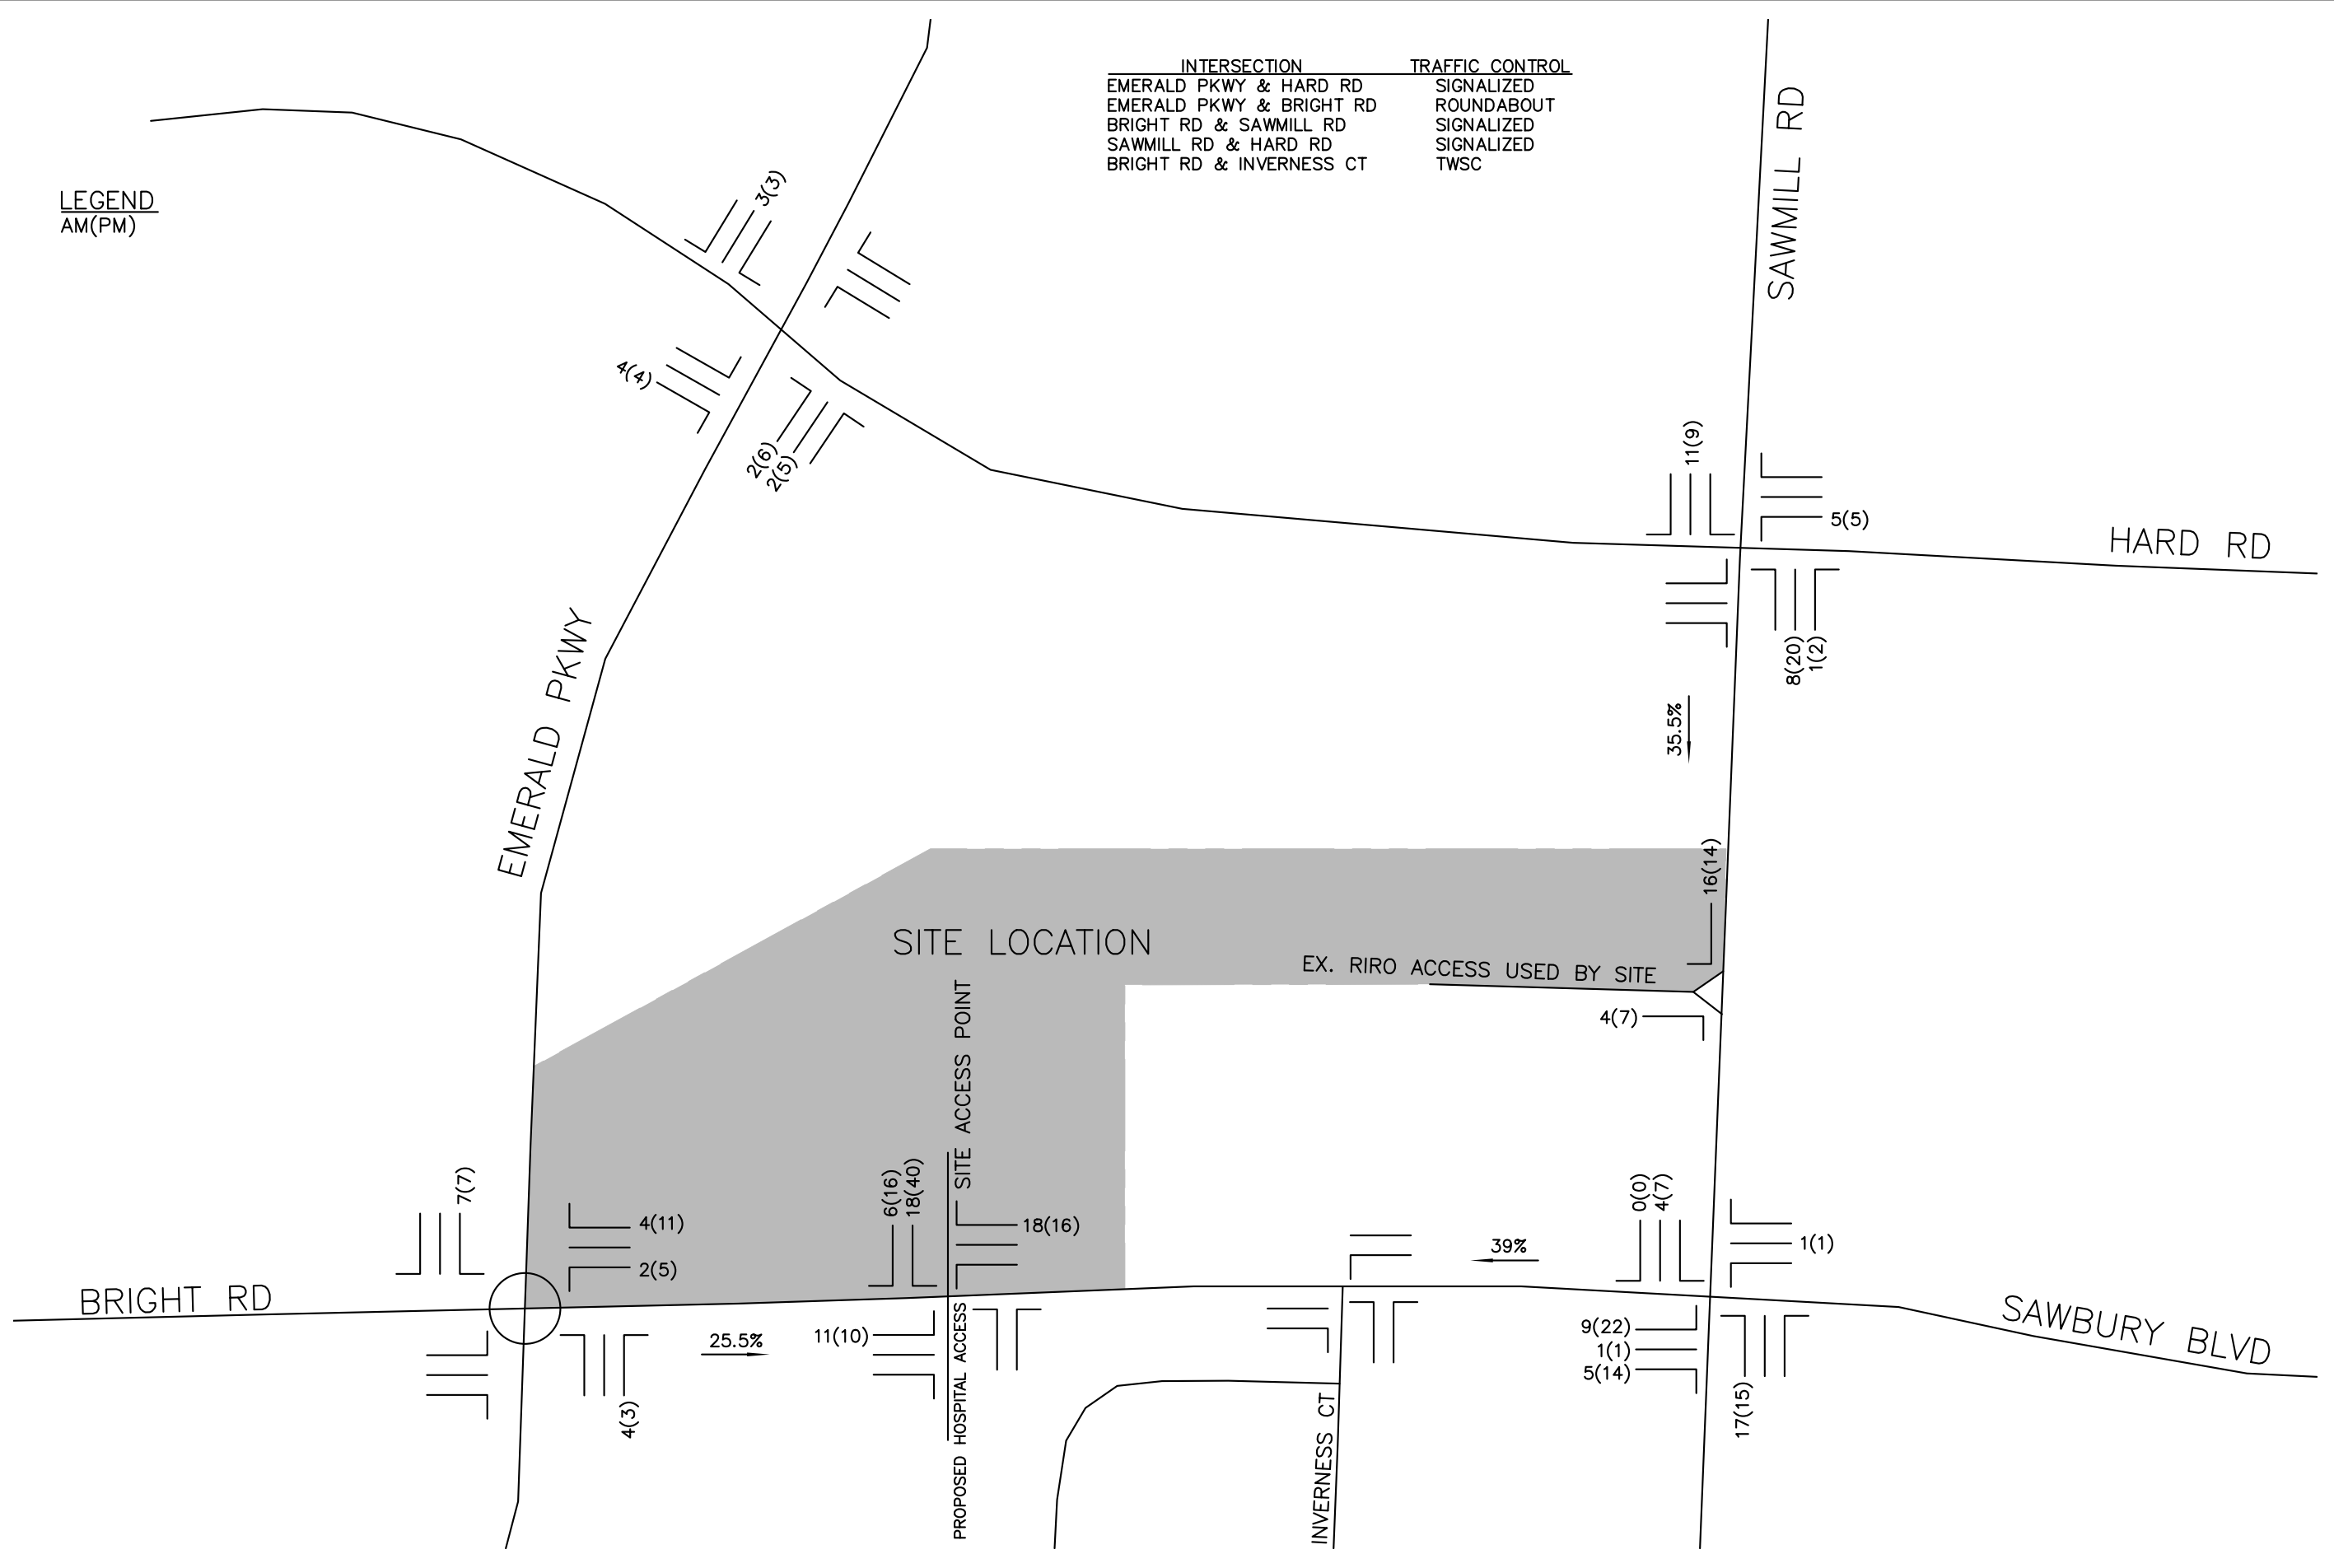 INTERSECTION TRAFFIC CONTROL
EMERALD PKWY & HARD RD SIGNALIZED
EMERALD PKWY & BRIGHT RD ROUNDABOUT
BRIGHT RD & SAWMILL RD SIGNALIZED
SAWMILL RD & HARD RD SIGNALIZED
BRIGHT RD & INVERNESS CT TWSC
SAWMILL RD
LEGEND
AM(PM)
3(3)
4(4)
2(6)
2(5)
11(9)
5(5)
HARD RD
8(20)
1(2)
EMERALD PKWY
35.5%
16(14)
SITE LOCATION
EX. RIRO ACCESS USED BY SITE
4(7)
SITE ACCESS POINT
7(7)
4(11)
2(5)
6(16)
18(40)
18(16)
39%
0(0)
4(7)
1(1)
BRIGHT RD
SAWBURY BLVD
25.5%
11(10)
9(22)
1(1)
5(14)
4(3)
17(15)
PROPOSED HOSPITAL ACCESS
INVERNESS CT